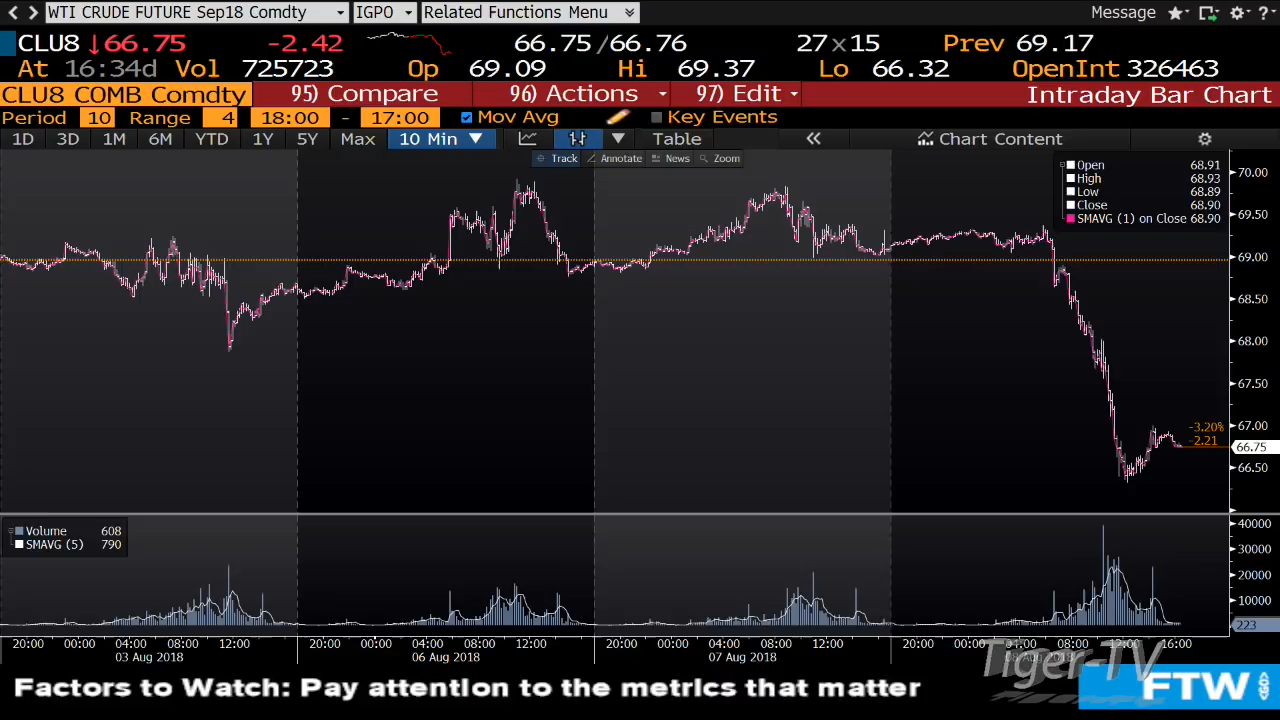 WTI CRUDE FUTURE Sep18 Comdty IGPO Related Functions Menu Message ?
CLU8 ↓66.75 -2.42 66.75/66.76 27x15 Prev 69.17
At 16:34d Vol 725723 Op 69.09 Hi 69.37 Lo 66.32 OpenInt 326463
CLU8 COMB Comdty 95) Compare 96) Actions 97) Edit Intraday Bar Chart
Period 10 Range 4 18:00 - 17:00 Mov Avg Key Events
1D 3D 1M 6M YTD 1Y 5Y Max 10 Min ▼ Table « Chart Content
Track Annotate News Zoom
Open 68.91
High 68.93
Low 68.89
Close 68.90
SMAVG (1) on Close 68.90
70.00
69.50
69.00
68.50
68.00
67.50
67.00
-3.20%
-2.21
66.75
66.50
Volume 608
SMAVG (5) 790
40000
30000
20000
10000
223
20:00 00:00 04:00 08:00 12:00 20:00 00:00 04:00 08:00 12:00 20:00 00:00 04:00 08:00 12:00 20:00 00:00 04:00 08:00 12:00 16:00
03 Aug 2018 06 Aug 2018 07 Aug 2018 08 Aug 2018
Tiger-TV
Factors to Watch: Pay attention to the metrics that matter
FTW